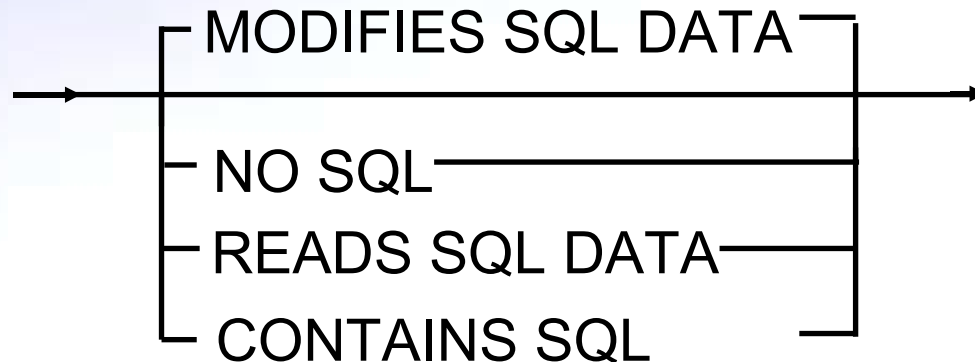 MODIFIES SQL DATA
NO SQL
READS SQL DATA
CONTAINS SQL